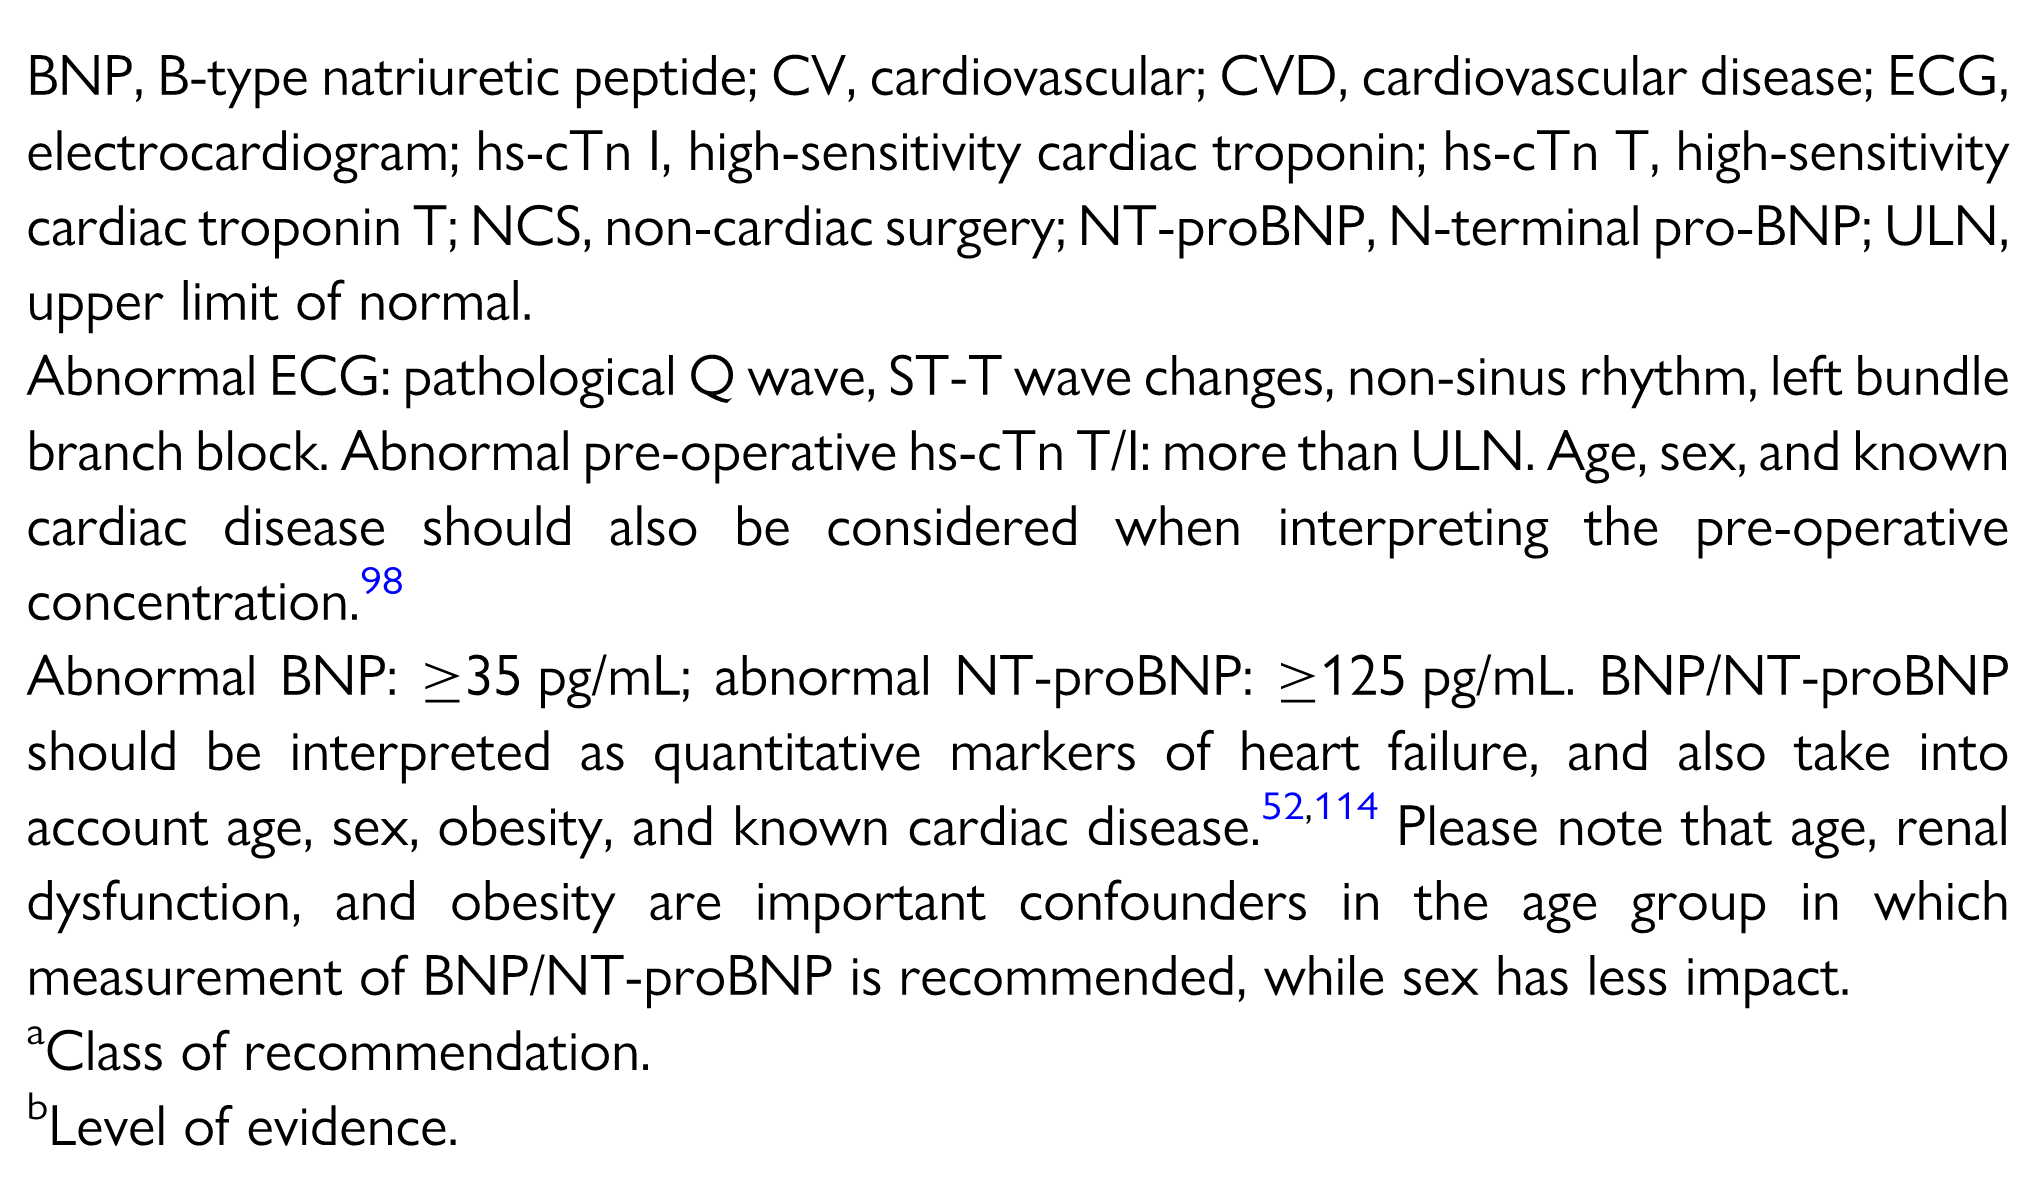 BNP, B-type natriuretic peptide; CV, cardiovascular; CVD, cardiovascular disease; ECG,
electrocardiogram; hs-cTn I, high-sensitivity cardiac troponin; hs-cTn T, high-sensitivity
cardiac troponin T; NCS, non-cardiac surgery; NT-proBNP, N-terminal pro-BNP; ULN,
upper limit of normal.
Abnormal ECG: pathological Q wave, ST-T wave changes, non-sinus rhythm, left bundle
branch block. Abnormal pre-operative hs-cTn T/I: more than ULN. Age, sex, and known
cardiac disease should also be considered when interpreting the pre-operative
concentration.98
Abnormal BNP: ≥35 pg/mL; abnormal NT-proBNP: ≥125 pg/mL. BNP/NT-proBNP
should be interpreted as quantitative markers of heart failure, and also take into
account age, sex, obesity, and known cardiac disease.52,114 Please note that age, renal
dysfunction, and obesity are important confounders in the age group in which
measurement of BNP/NT-proBNP is recommended, while sex has less impact.
aClass of recommendation.
bLevel of evidence.